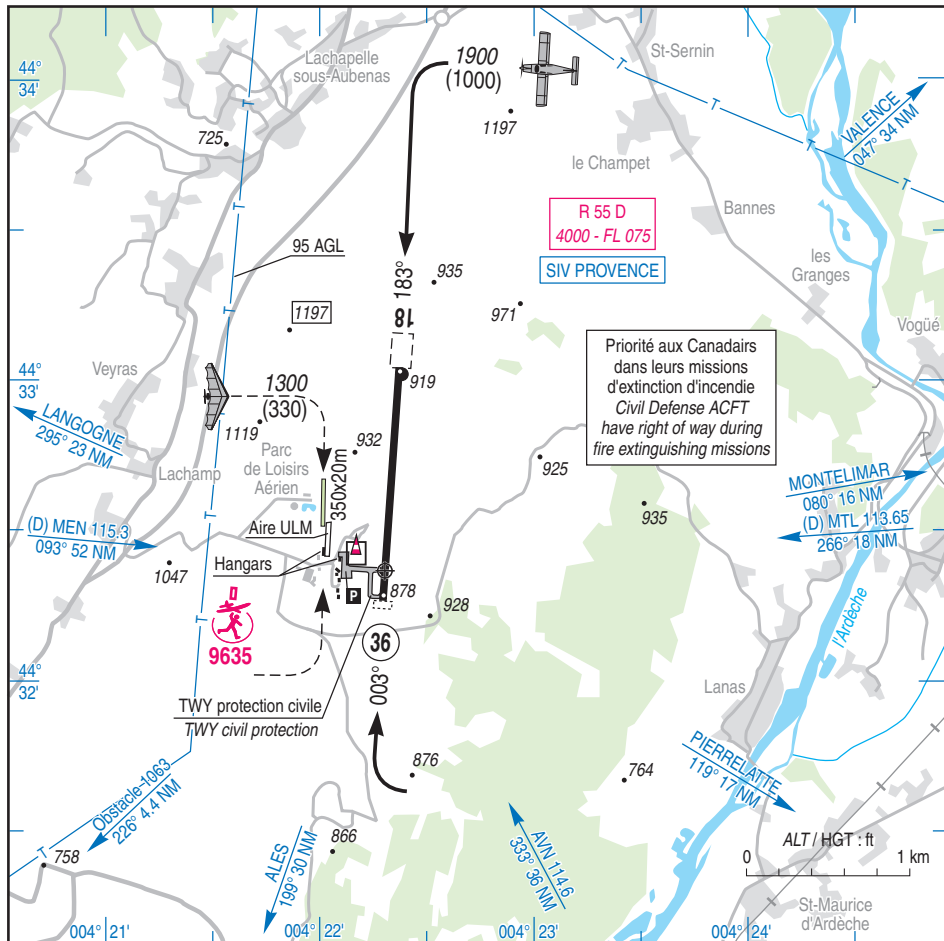 44°
34'
Lachapelle
sous-Aubenas
1900
(1000)
St-Sernin
VALENCE
047° 34 NM
725
1197
le Champet
T
T
T
T
T
T
T
R 55 D
4000 - FL 075
SIV PROVENCE
Bannes
les
Granges
95 AGL
183°
935
1197
18
971
Vogüé
Priorité aux Canadairs
dans leurs missions
d'extinction d'incendie
Civil Defense ACFT
have right of way during
fire extinguishing missions
Veyras
44°
33'
919
1300
(330)
LANGOGNE
295° 23 NM
1119
932
Parc
de Loisirs
Aérien
350x20m
925
Lachamp
935
MONTELIMAR
080° 16 NM
(D) MTL 113.65
266° 18 NM
(D) MEN 115.3
093° 52 NM
Aire ULM
Hangars
1047
P
878
928
9635
36
003°
l'Ardèche
44°
32'
Lanas
TWY protection civile
TWY civil protection
876
764
PIERRELATTE
119° 17 NM
Obstacle-1063
226° 4.4 NM
866
758
ALES
199° 30 NM
AVN 114.6
333° 36 NM
ALT / HGT : ft
0
1 km
St-Maurice
d'Ardèche
004° 21'
004° 22'
004° 23'
004° 24'